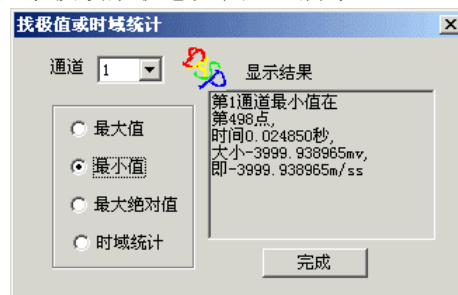 找极值或时域统计
通道 1 显示结果
最大值
最小值
最大绝对值
时域统计
第1通道最小值在
第498点,
时间0.024850秒,
大小-3999.938965mv,
即-3999.938965m/ss
完成